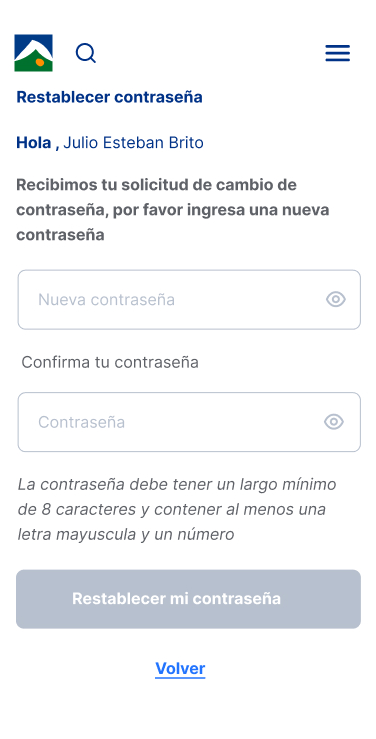 Restablecer contraseña
Hola , Julio Esteban Brito
Recibimos tu solicitud de cambio de
contraseña, por favor ingresa una nueva
contraseña
Nueva contraseña
Confirma tu contraseña
Contraseña
La contraseña debe tener un largo mínimo
de 8 caracteres y contener al menos una
letra mayuscula y un número
Restablecer mi contraseña
Volver